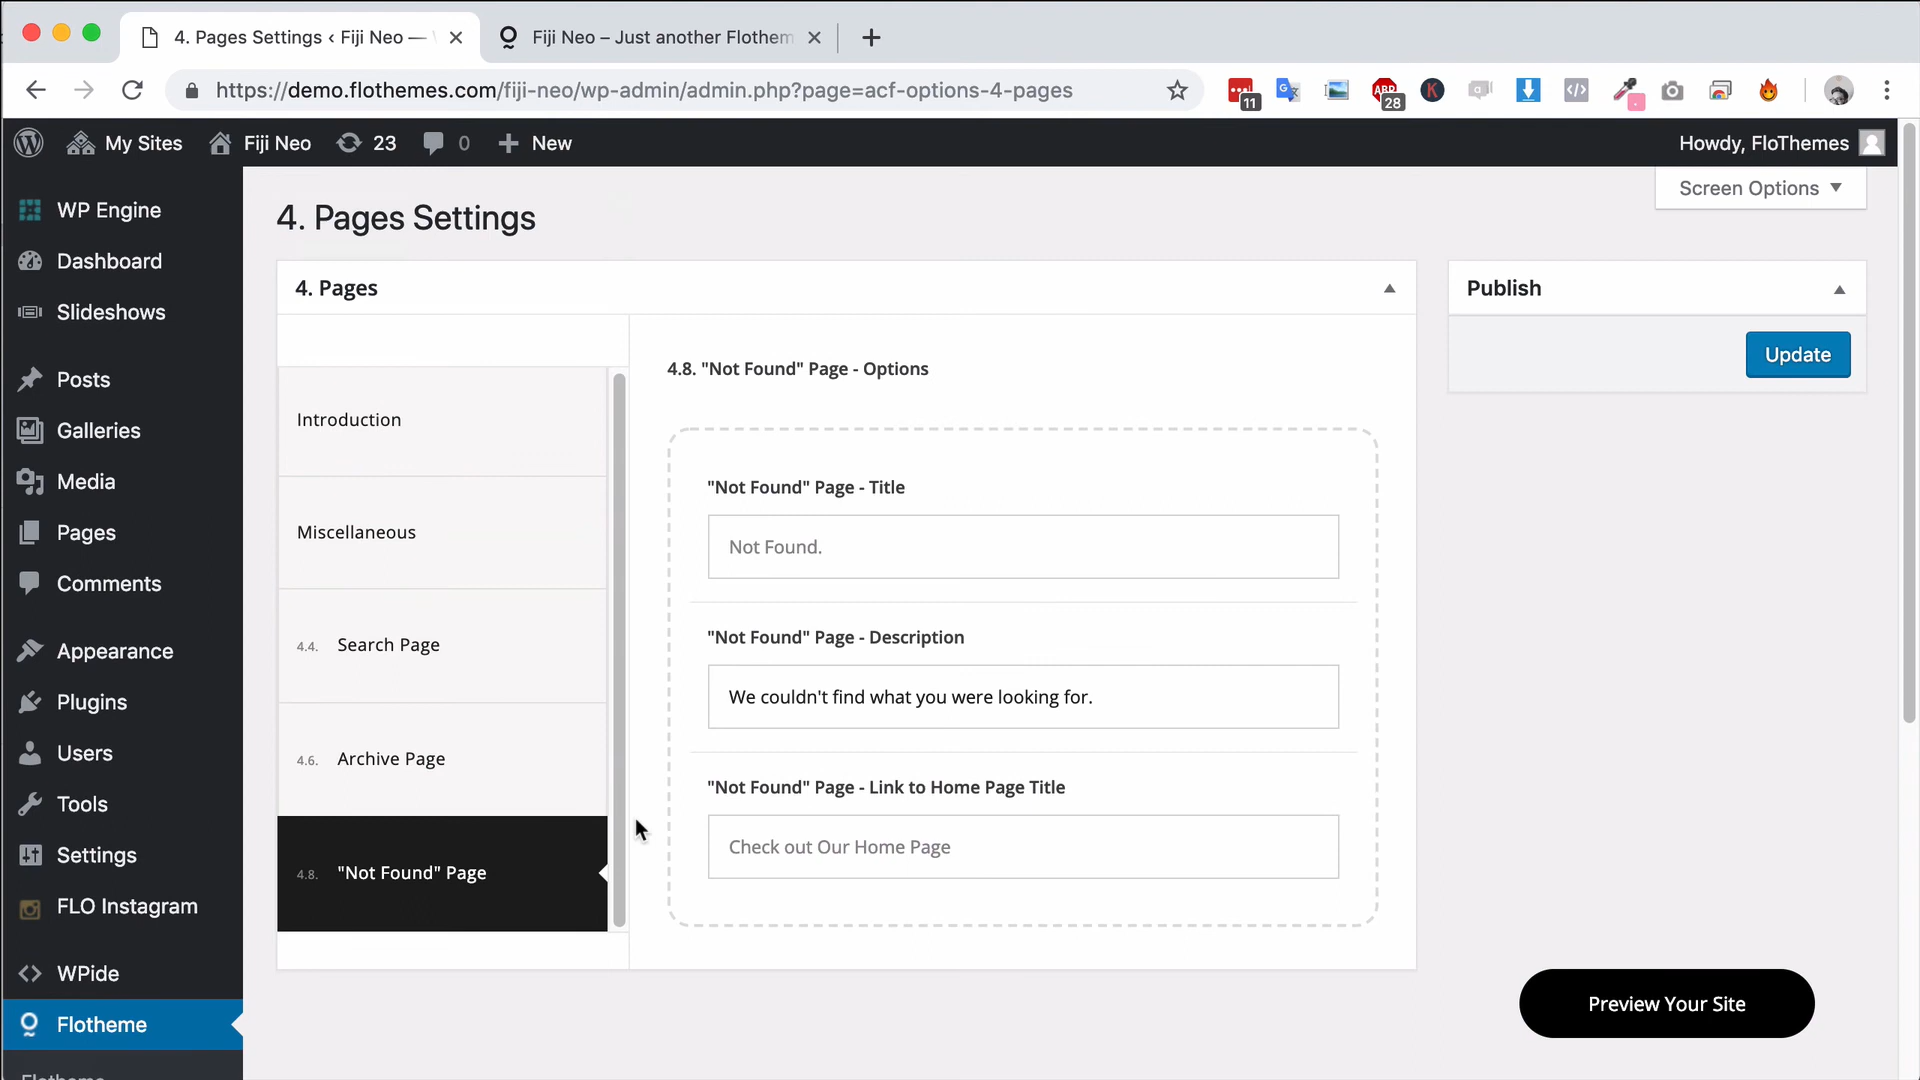 4. Pages Settings ‹ Fiji Neo —
Fiji Neo – Just another Flothem
https://demo.flothemes.com/fiji-neo/wp-admin/admin.php?page=acf-options-4-pages
11
ABP
28
K
My Sites
Fiji Neo
23
0
New
Howdy, FloThemes
Screen Options
WP Engine
Dashboard
Slideshows
Posts
Galleries
Media
Pages
Comments
Appearance
Plugins
Users
Tools
Settings
FLO Instagram
WPide
Flotheme
4. Pages Settings
4. Pages
Introduction
Miscellaneous
4.4. Search Page
4.6. Archive Page
4.8. "Not Found" Page
4.8. "Not Found" Page - Options
"Not Found" Page - Title
Not Found.
"Not Found" Page - Description
We couldn't find what you were looking for.
"Not Found" Page - Link to Home Page Title
Check out Our Home Page
Publish
Update
Preview Your Site